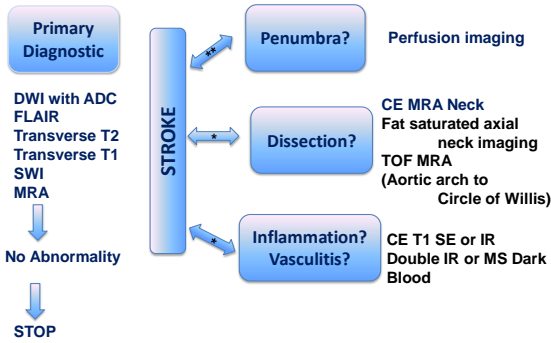 Primary
Diagnostic
DWI with ADC
FLAIR
Transverse T2
Transverse T1
SWI
MRA
No Abnormality
STOP
STROKE
**
Penumbra?
Perfusion imaging
*
Dissection?
CE MRA Neck
Fat saturated axial
neck imaging
TOF MRA
(Aortic arch to
Circle of Willis)
*
Inflammation?
Vasculitis?
CE T1 SE or IR
Double IR or MS Dark
Blood